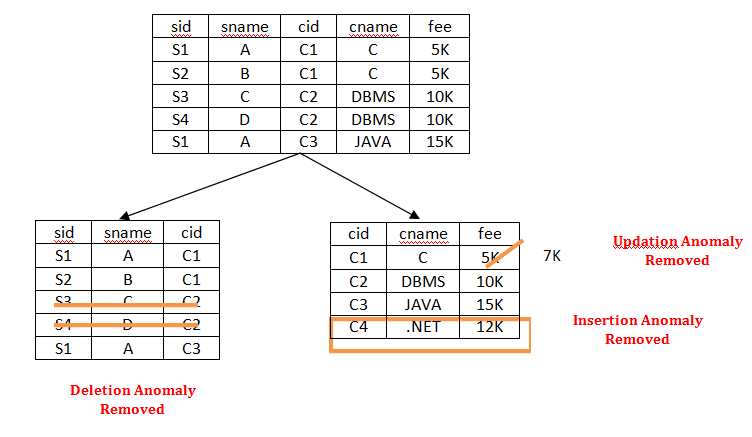 sid sname cid cname fee
S1 A C1 C 5K
S2 B C1 C 5K
S3 C C2 DBMS 10K
S4 D C2 DBMS 10K
S1 A C3 JAVA 15K
sid sname cid
S1 A C1
S2 B C1
S3 C C2
S4 D C2
S1 A C3
Deletion Anomaly
Removed
cid cname fee
C1 C 5K 7K
C2 DBMS 10K
C3 JAVA 15K
C4 .NET 12K
Updation Anomaly
Removed
Insertion Anomaly
Removed